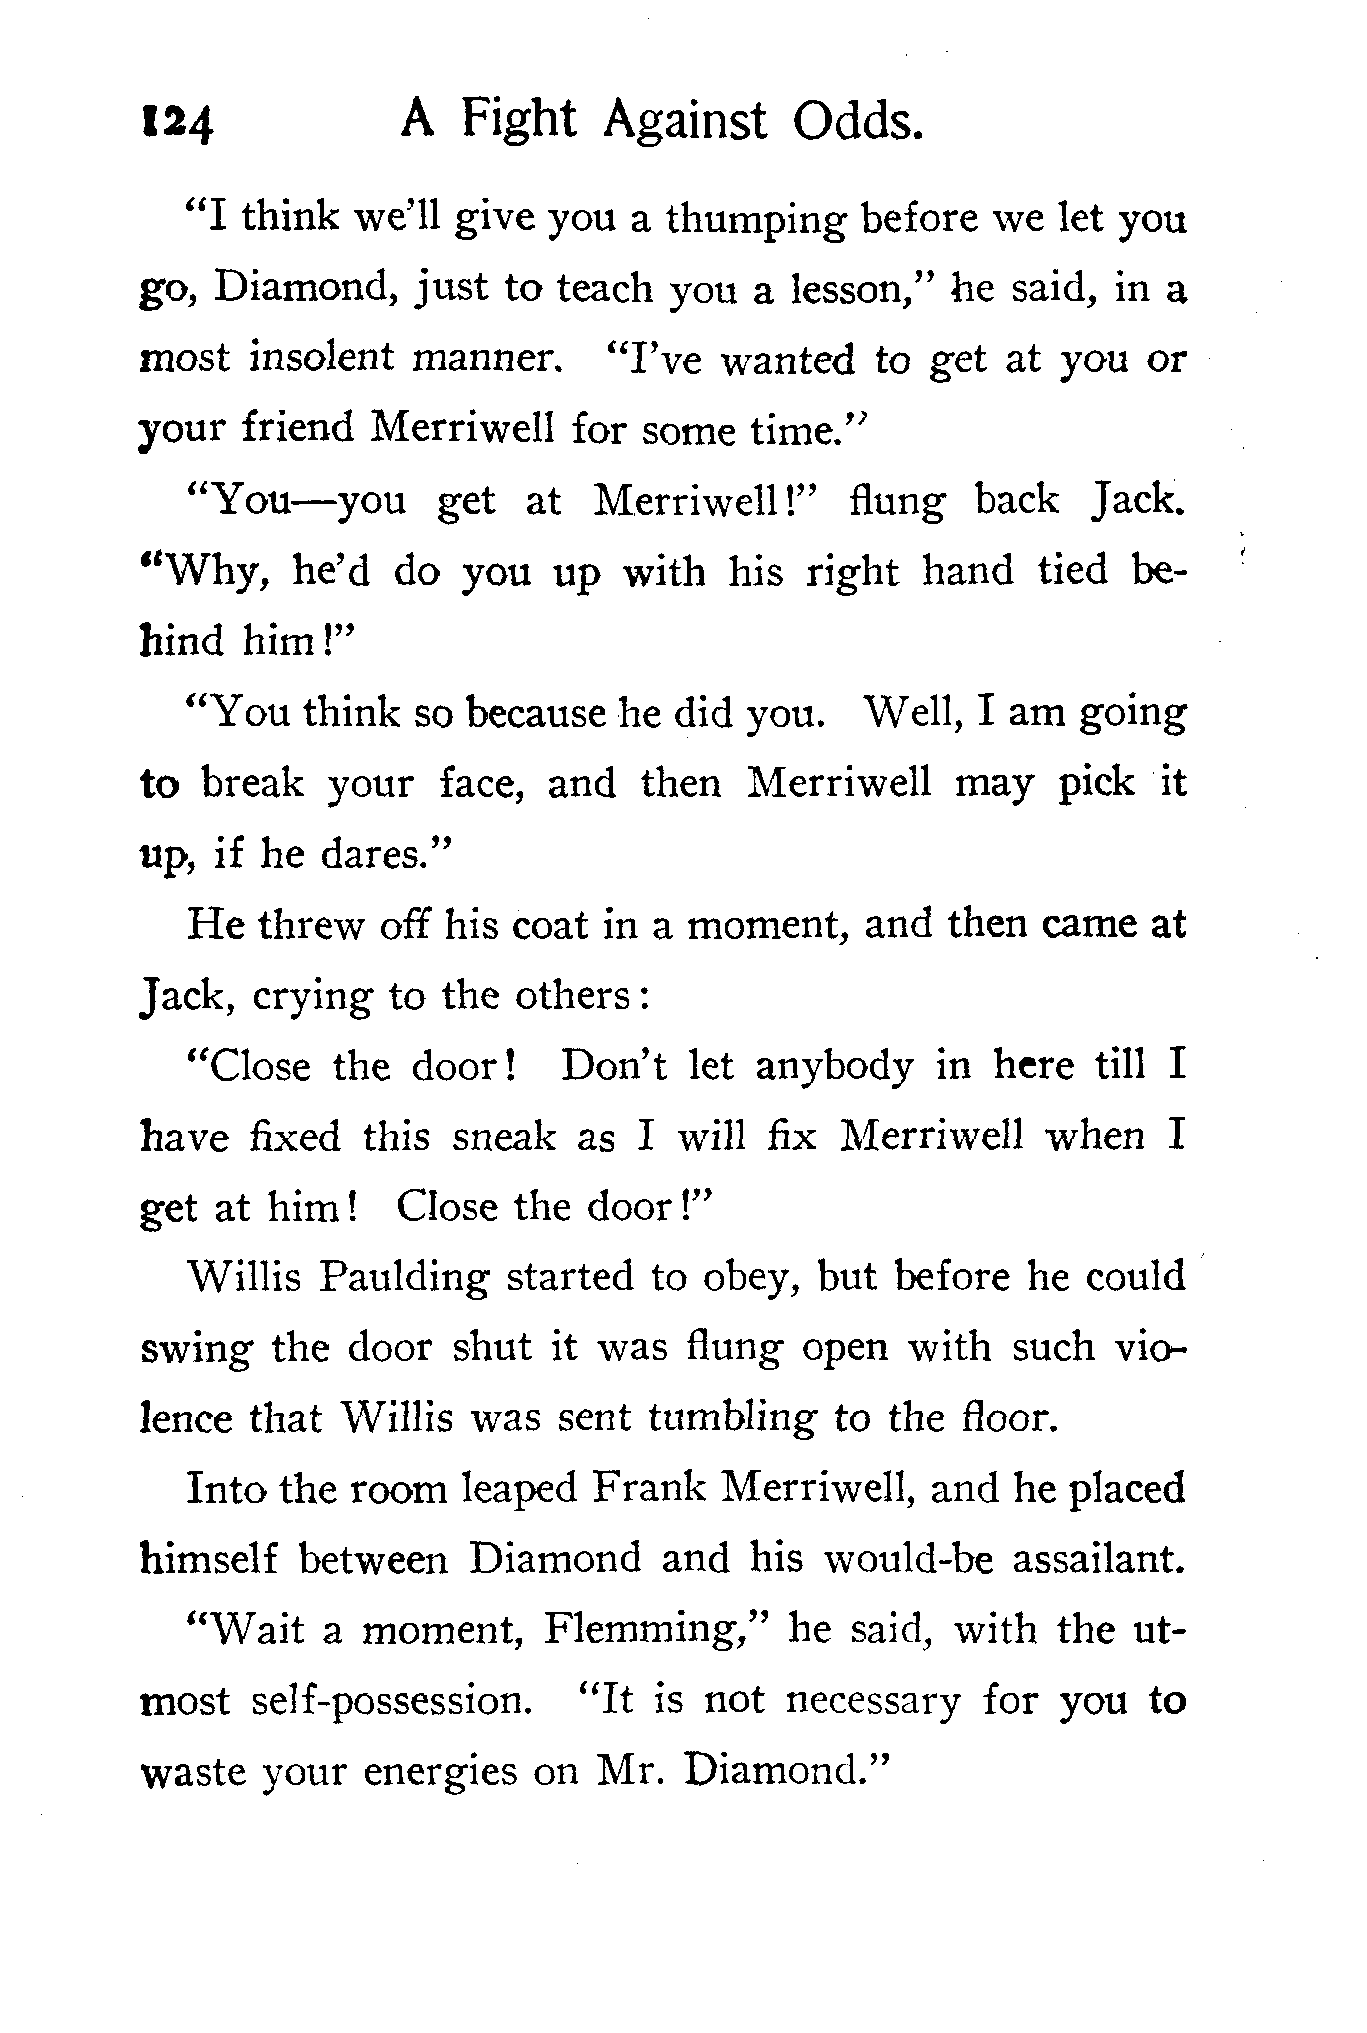 124 A Fight Against Odds.
“I think we’ll give you a thumping before we let you
go, Diamond, just to teach you a lesson,” he said, in a
most insolent manner. “I’ve wanted to get at you or
your friend Merriwell for some time.”
“You—you get at Merriwell!” flung back Jack.
“Why, he’d do you up with his right hand tied be-
hind him!”
“You think so because he did you. Well, I am going
to break your face, and then Merriwell may pick it
up, if he dares.”
He threw off his coat in a moment, and then came at
Jack, crying to the others:
“Close the door! Don’t let anybody in here till I
have fixed this sneak as I will fix Merriwell when I
get at him! Close the door!”
Willis Paulding started to obey, but before he could
swing the door shut it was flung open with such vio-
lence that Willis was sent tumbling to the floor.
Into the room leaped Frank Merriwell, and he placed
himself between Diamond and his would-be assailant.
“Wait a moment, Flemming,” he said, with the ut-
most self-possession. “It is not necessary for you to
waste your energies on Mr. Diamond.”